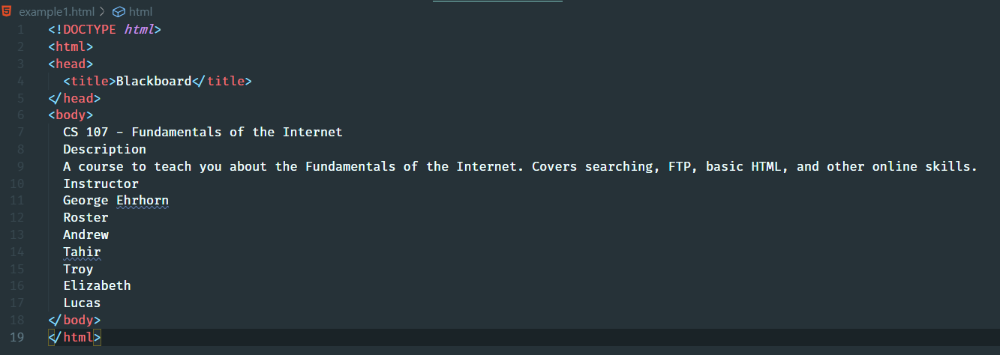 example1.html > html
1 <!DOCTYPE html>
2 <html>
3 <head>
4   <title>Blackboard</title>
5 </head>
6 <body>
7   CS 107 - Fundamentals of the Internet
8   Description
9   A course to teach you about the Fundamentals of the Internet. Covers searching, FTP, basic HTML, and other online skills.
10   Instructor
11   George Ehrhorn
12   Roster
13   Andrew
14   Tahir
15   Troy
16   Elizabeth
17   Lucas
18 </body>
19 </html>